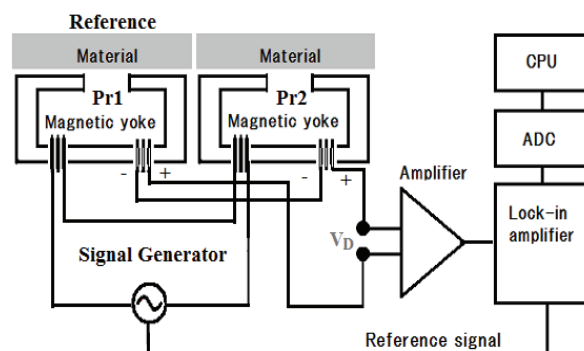 Reference
Material
Material
CPU
Pr1
Pr2
Magnetic yoke
Magnetic yoke
ADC
- +
- +
Amplifier
Lock-in
amplifier
V_D
Signal Generator
Reference signal